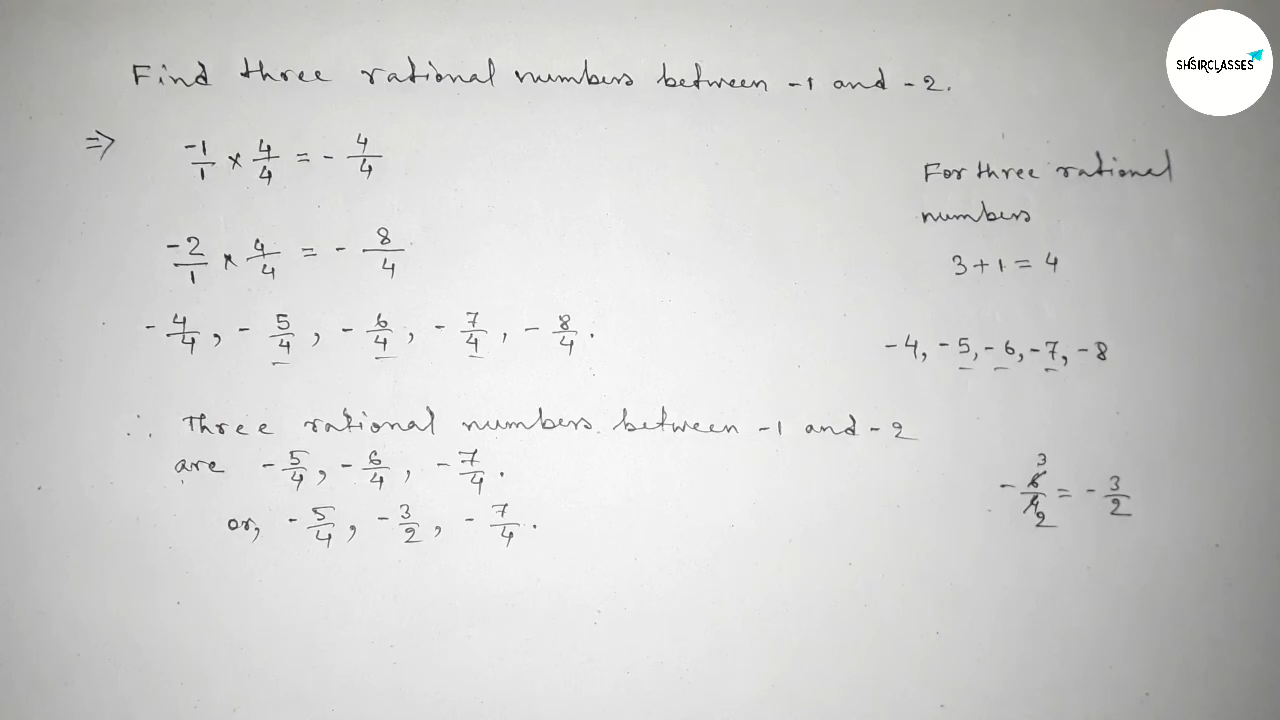 SHSIRCLASSES
Find three rational numbers between -1 and -2.
⇒ -1/1 × 4/4 = - 4/4
For three rational
numbers
-2/1 × 4/4 = - 8/4
3+1 = 4
- 4/4, - 5/4, - 6/4, - 7/4, - 8/4.
-4, -5, -6, -7, -8
∴ Three rational numbers between -1 and -2
are - 5/4, - 6/4, - 7/4.
- 6/4 = - 3/2
3
2
or, - 5/4, - 3/2, - 7/4.